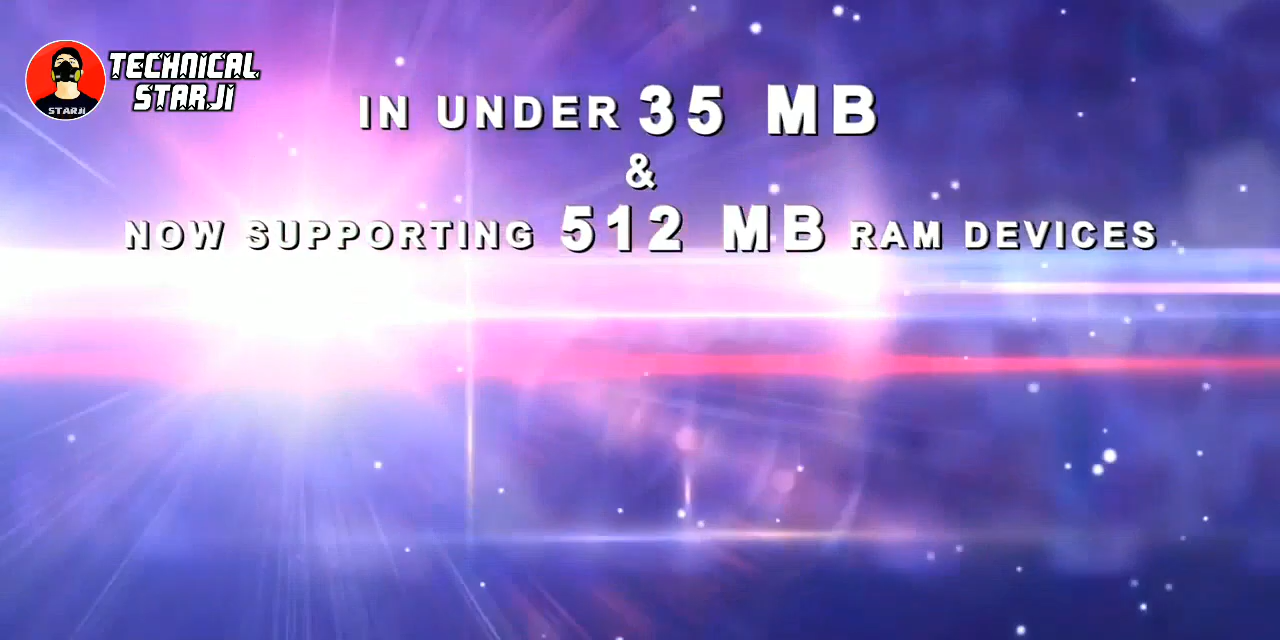 TECHNICAL
STARJI
STARJI
IN UNDER 35 MB
&
NOW SUPPORTING 512 MB RAM DEVICES